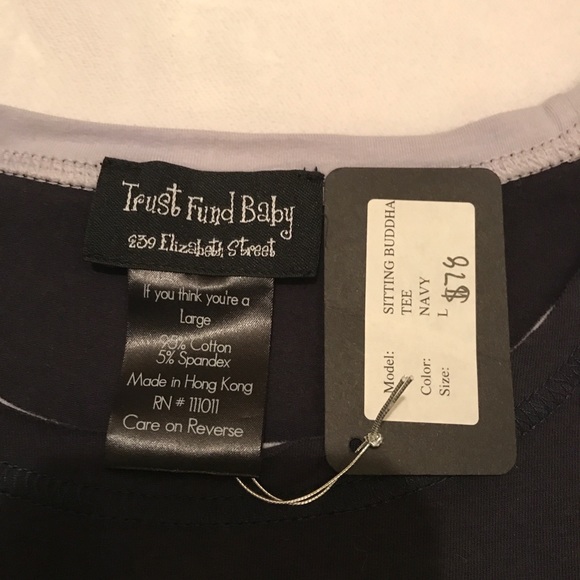 Trust Fund Baby
239 Elizabeth Street
If you think you're a
Large
95% Cotton
5% Spandex
Made in Hong Kong
RN # 111011
Care on Reverse
Model: SITTING BUDDHA
TEE
Color: NAVY
Size: L
$78